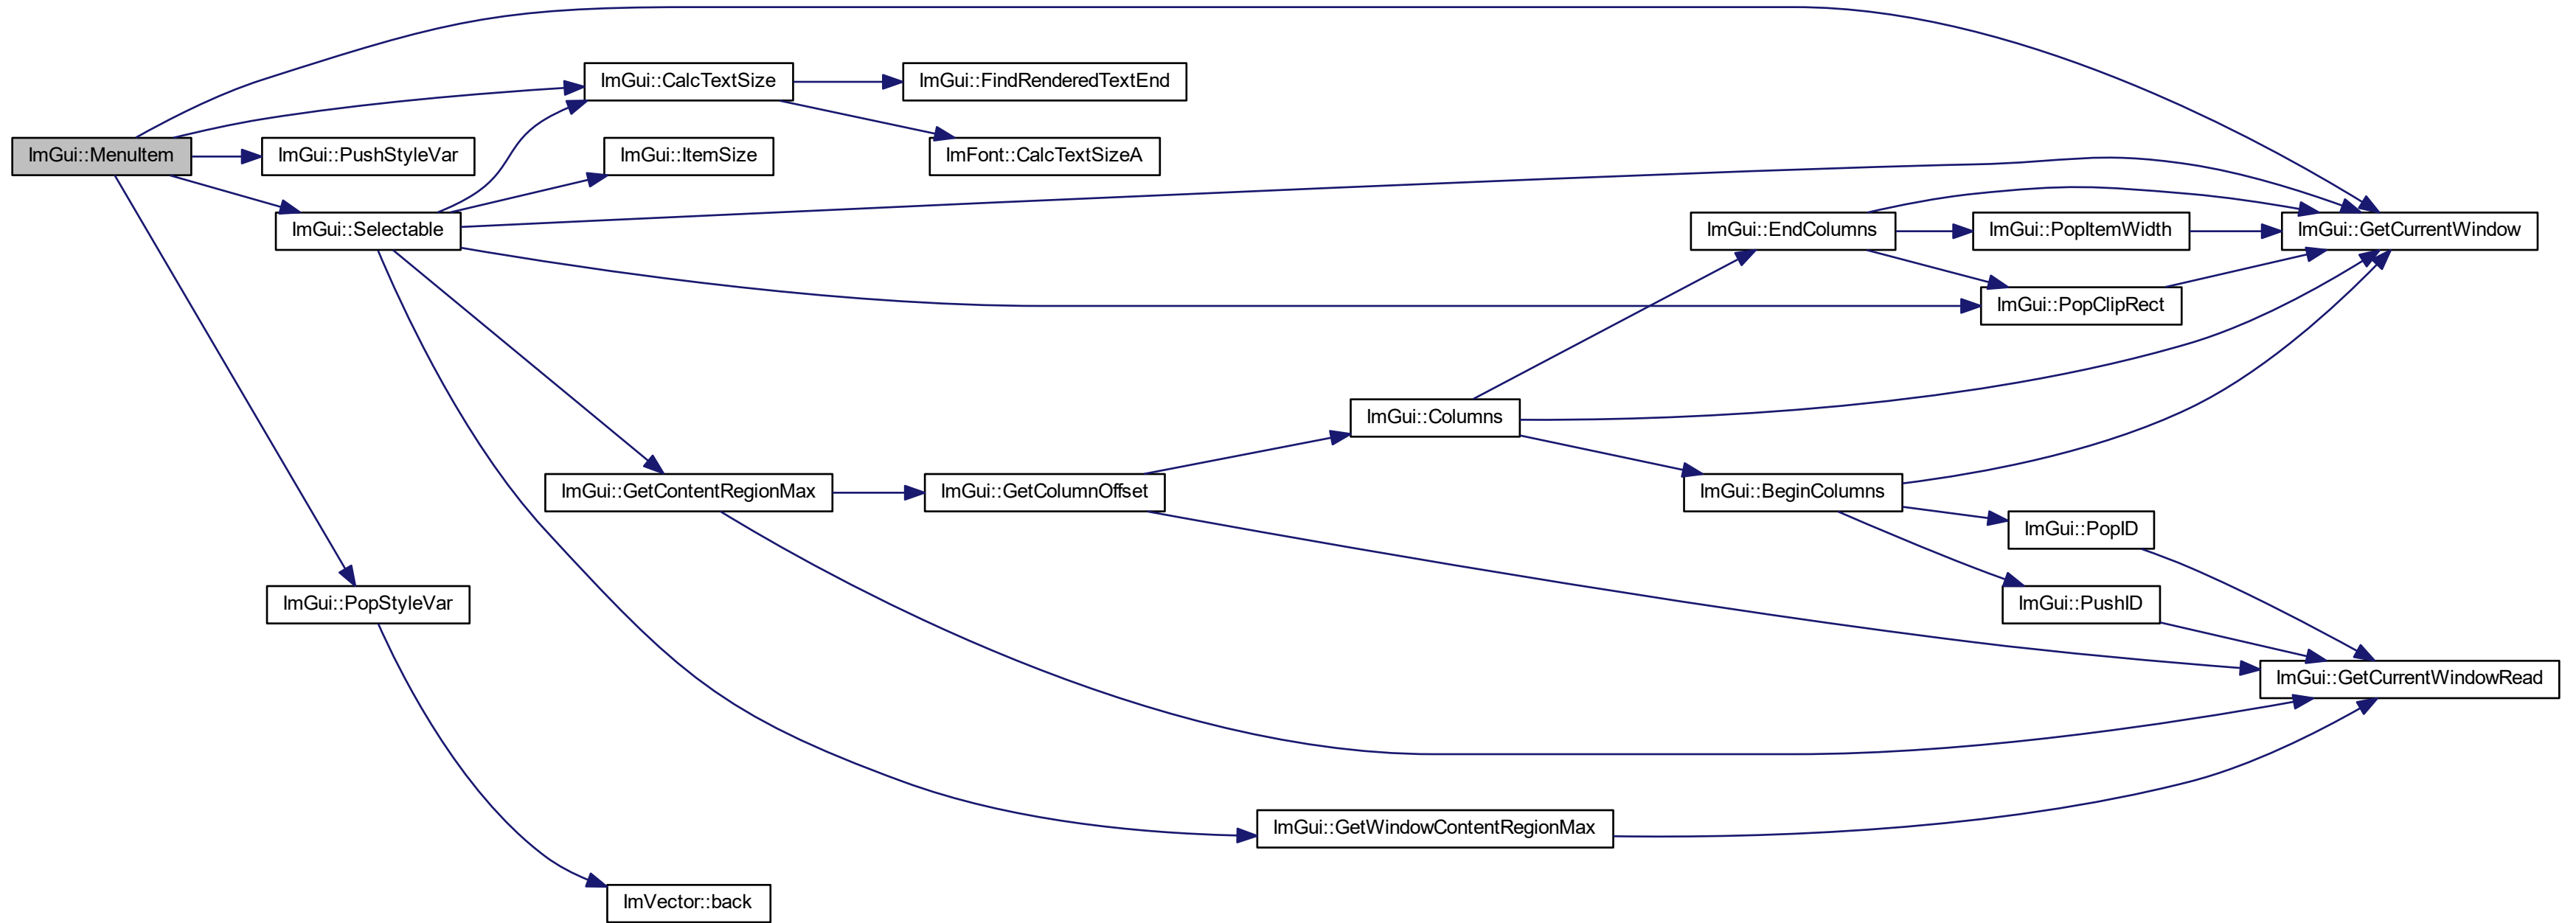 ImGui::MenuItem
ImGui::CalcTextSize
ImGui::FindRenderedTextEnd
ImGui::PushStyleVar
ImGui::ItemSize
ImFont::CalcTextSizeA
ImGui::Selectable
ImGui::EndColumns
ImGui::PopItemWidth
ImGui::GetCurrentWindow
ImGui::PopClipRect
ImGui::Columns
ImGui::GetContentRegionMax
ImGui::GetColumnOffset
ImGui::BeginColumns
ImGui::PopID
ImGui::PopStyleVar
ImGui::PushID
ImGui::GetCurrentWindowRead
ImGui::GetWindowContentRegionMax
ImVector::back